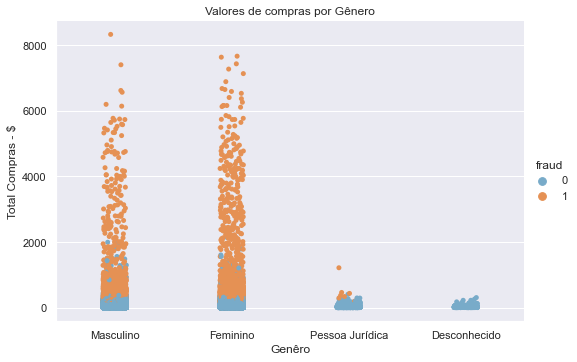 Valores de compras por Gênero
Total Compras - $
8000
6000
4000
2000
0
Masculino
Feminino
Pessoa Jurídica
Desconhecido
Genêro
fraud
0
1